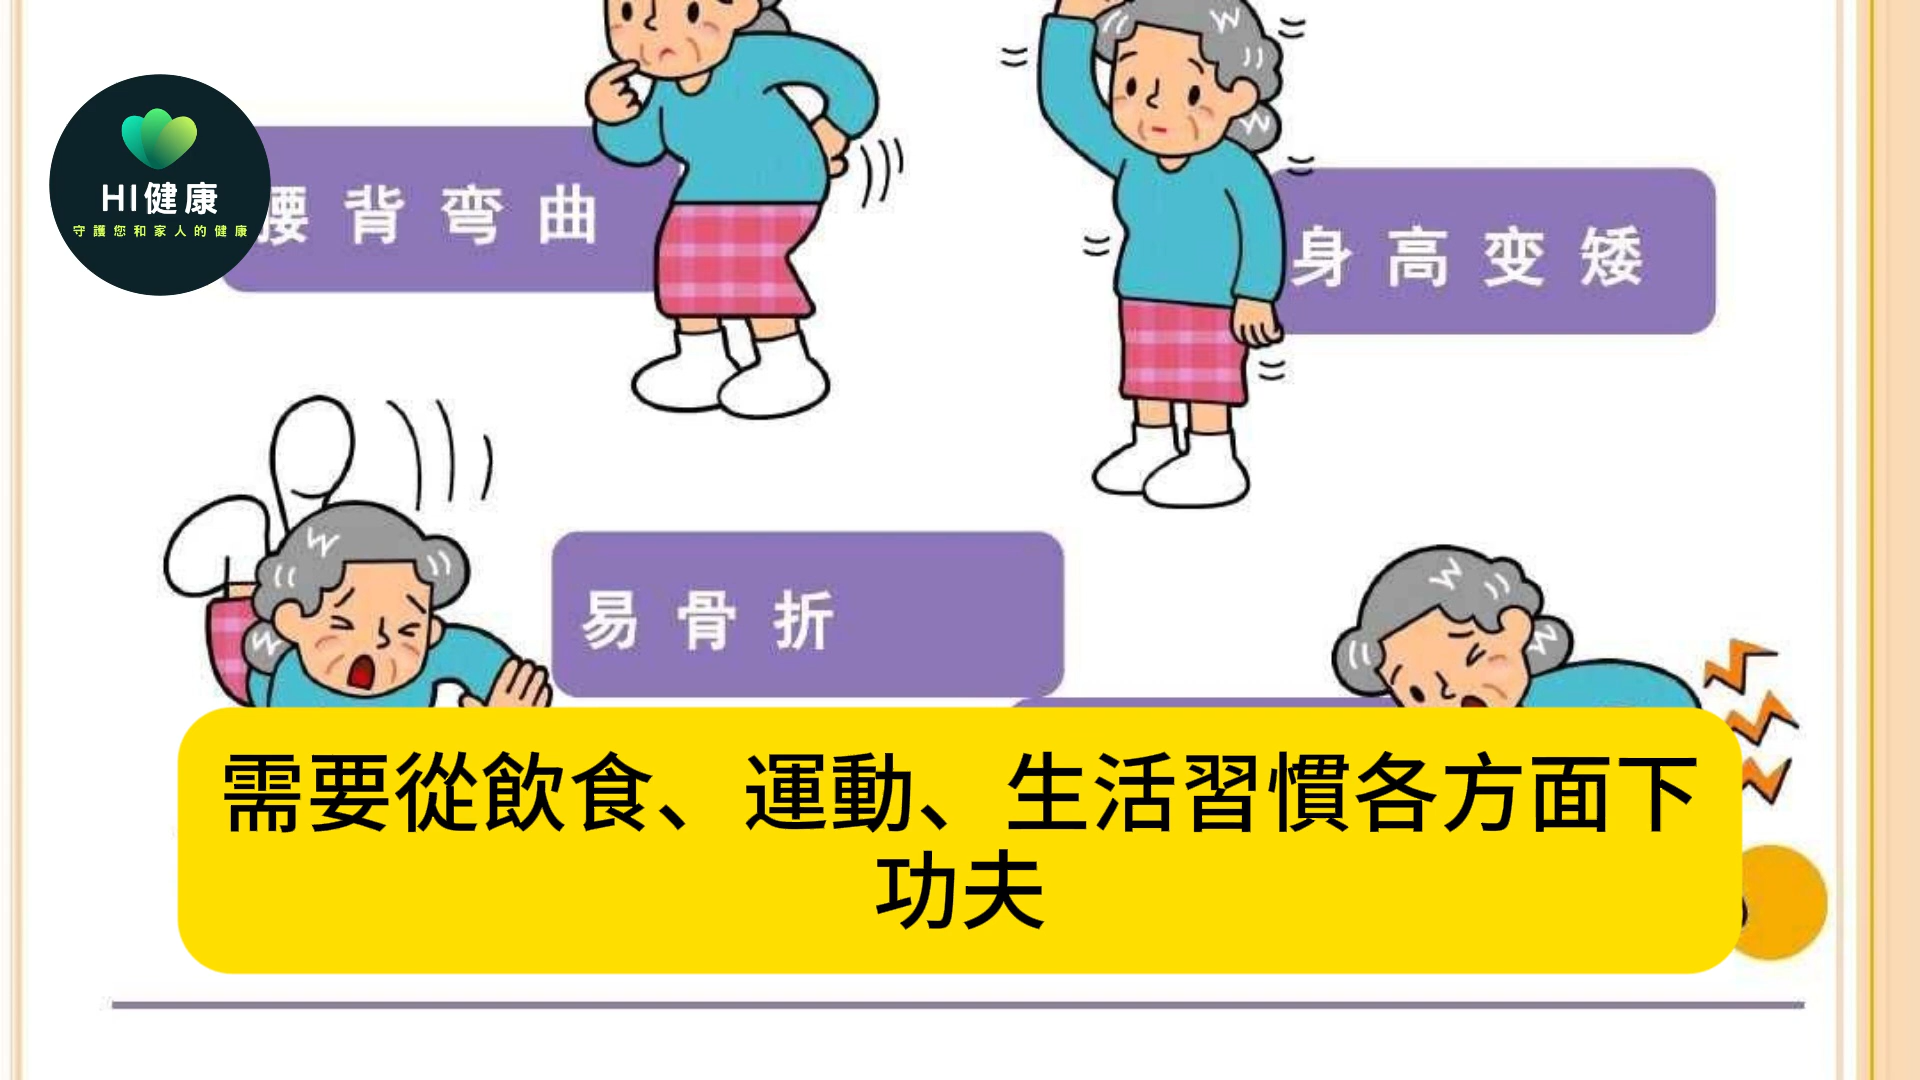 HI健康
守護您和家人的健康
腰背弯曲
身高变矮
易骨折
需要從飲食、運動、生活習慣各方面下
功夫